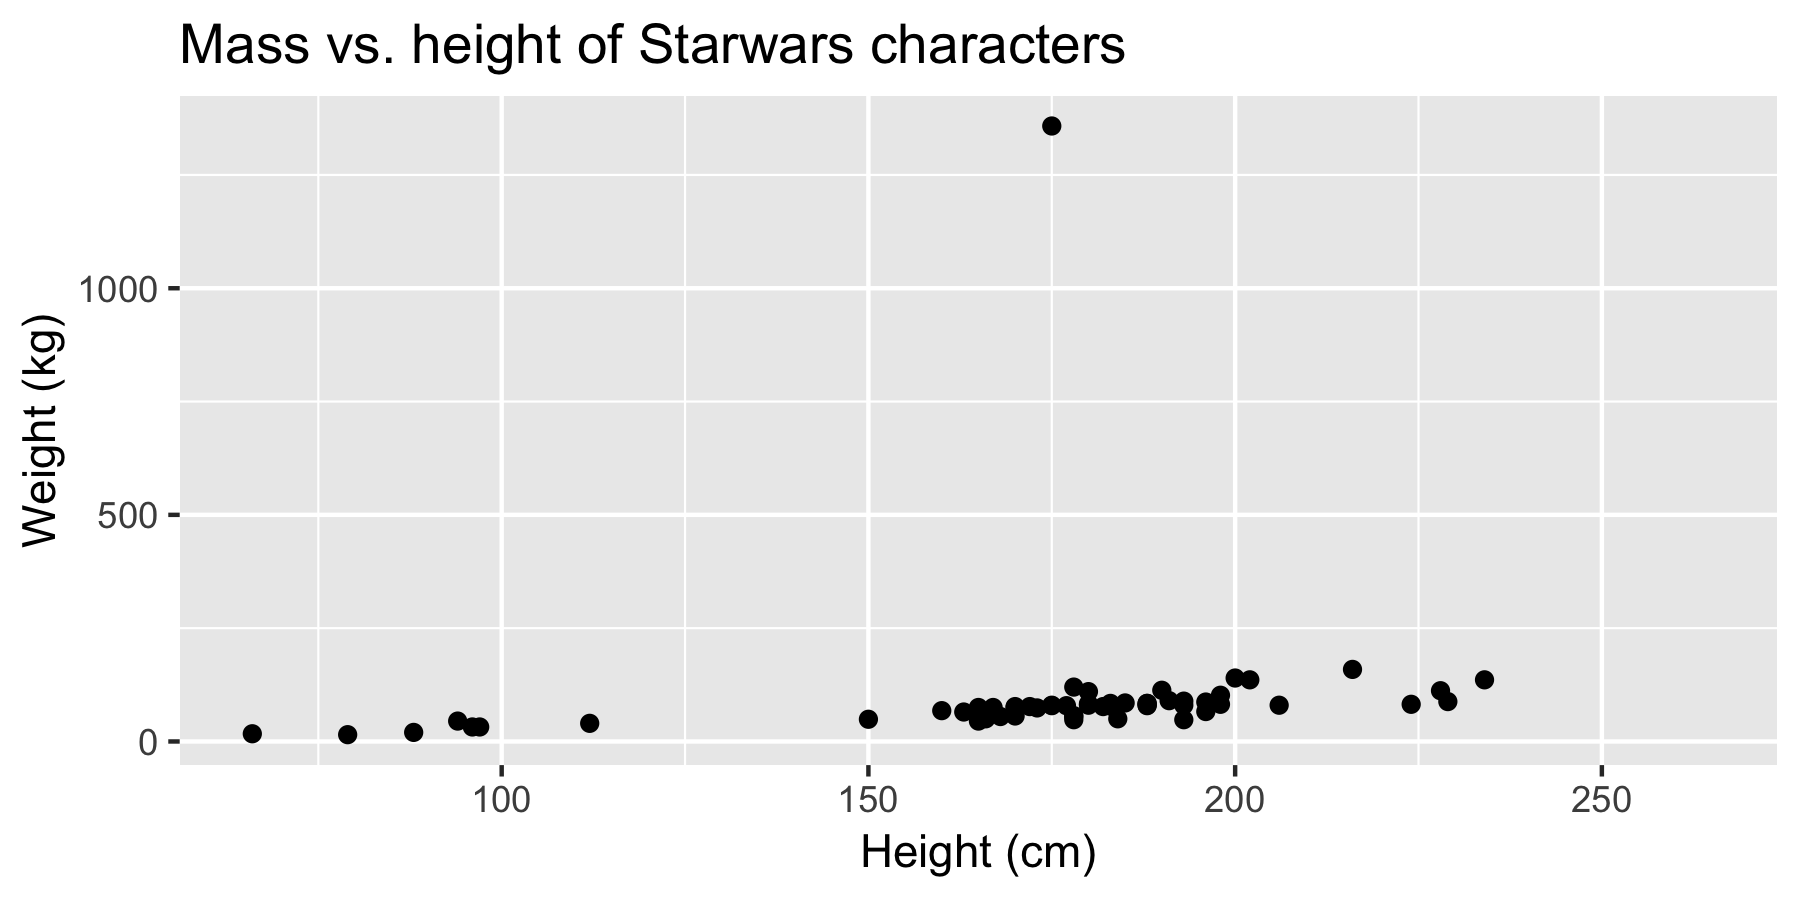 Mass vs. height of Starwars characters
1000
500
0
Weight (kg)
100 150 200 250
Height (cm)